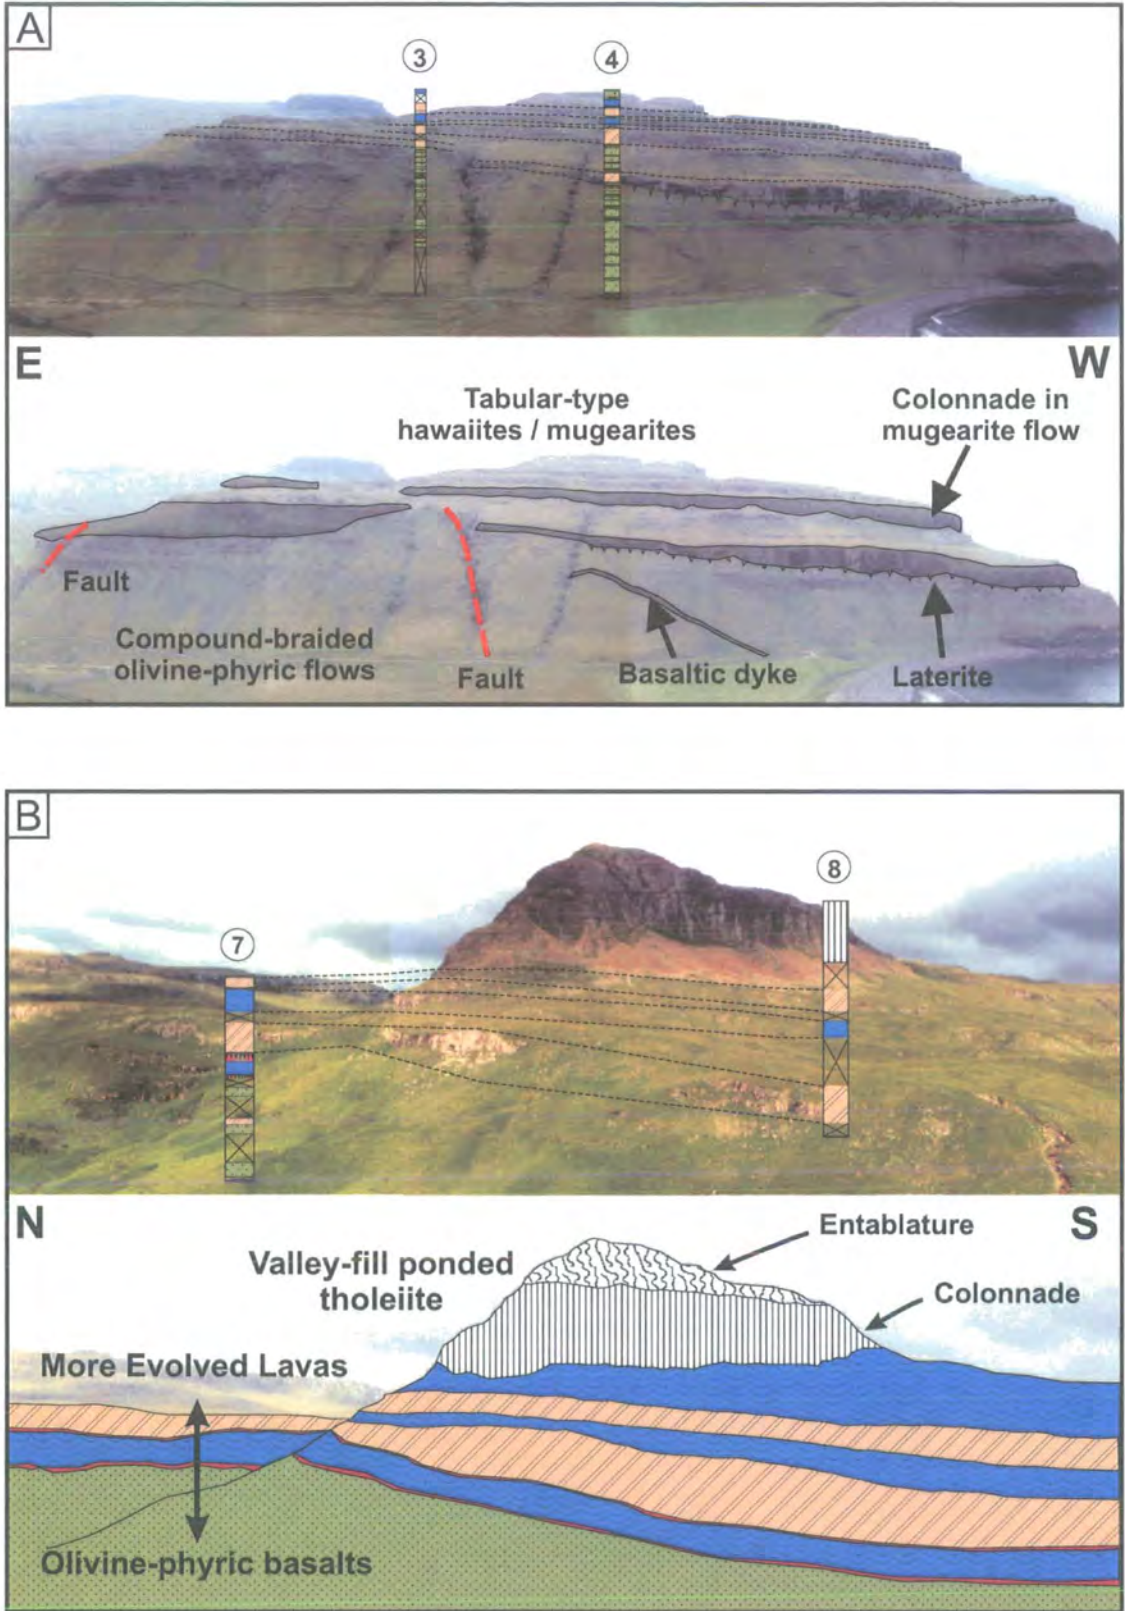 A
3
4
E
W
Tabular-type
hawaiites / mugearites
Colonnade in
mugearite flow
Fault
Compound-braided
olivine-phyric flows
Fault
Basaltic dyke
Laterite
B
7
8
N
S
Entablature
Valley-fill ponded
tholeiite
Colonnade
More Evolved Lavas
Olivine-phyric basalts